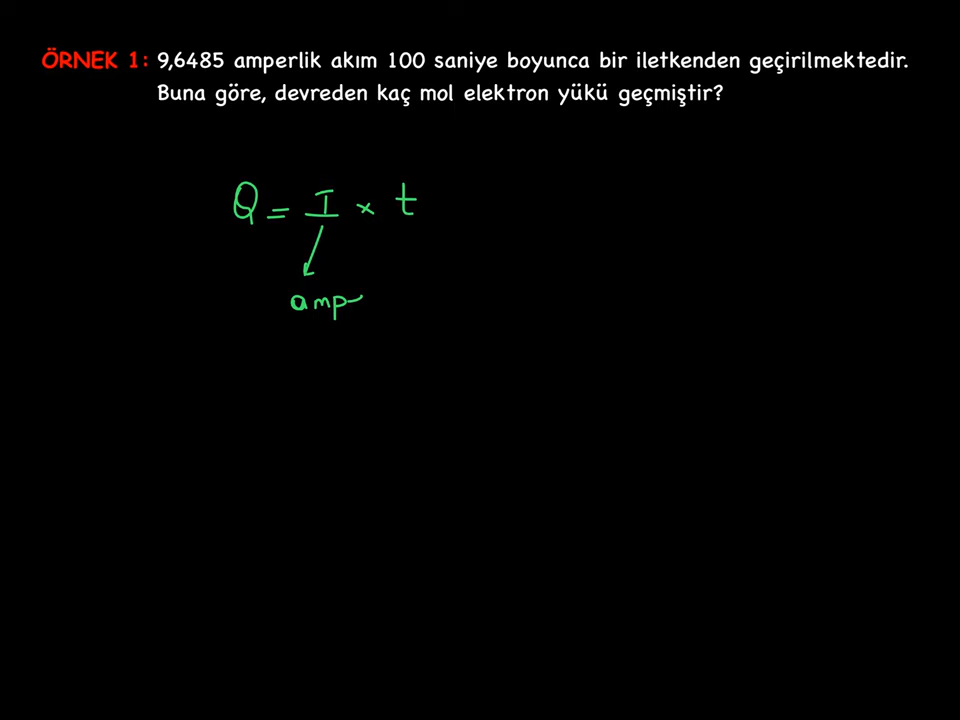 ÖRNEK 1: 9,6485 amperlik akım 100 saniye boyunca bir iletkenden geçirilmektedir.
Buna göre, devreden kaç mol elektron yükü geçmiştir?
Q = I × t
amp